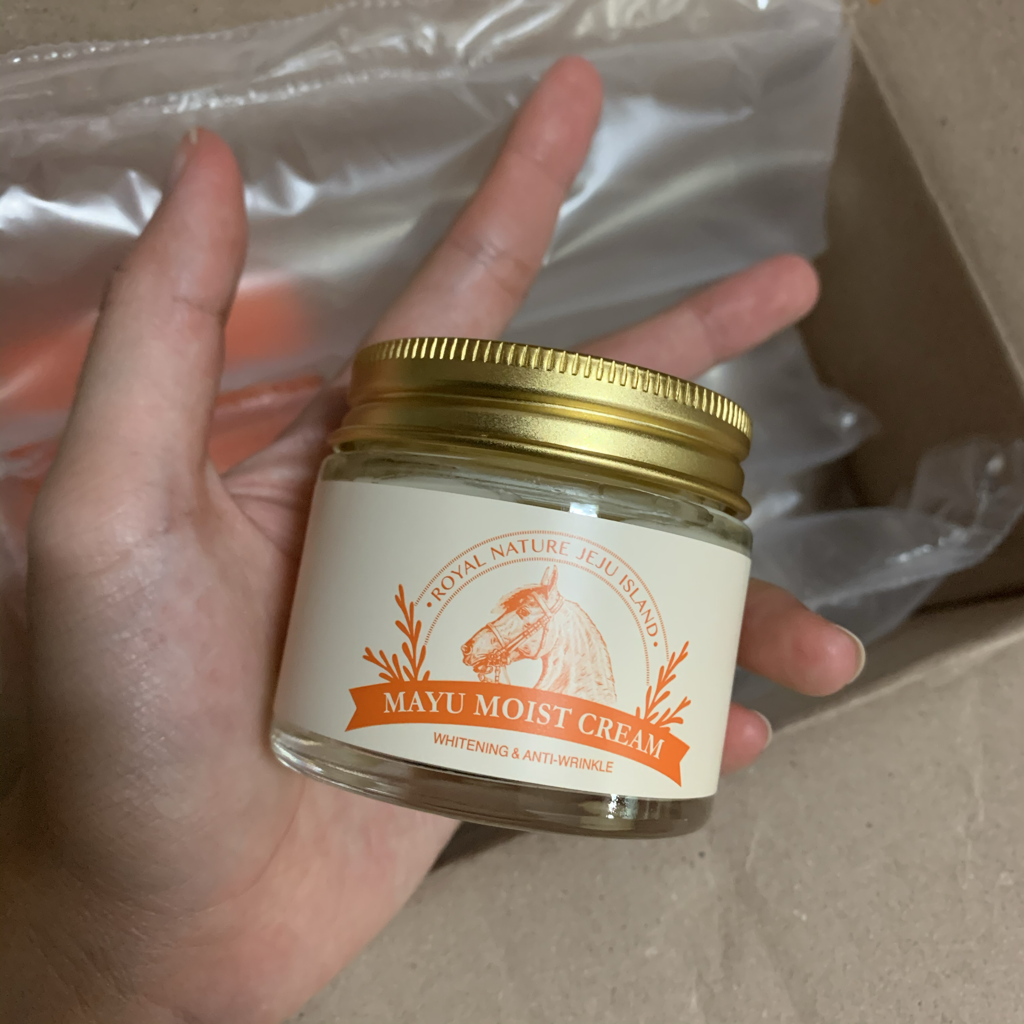 • ROYAL NATURE JEJU ISLAND •
MAYU MOIST CREAM
WHITENING & ANTI-WRINKLE